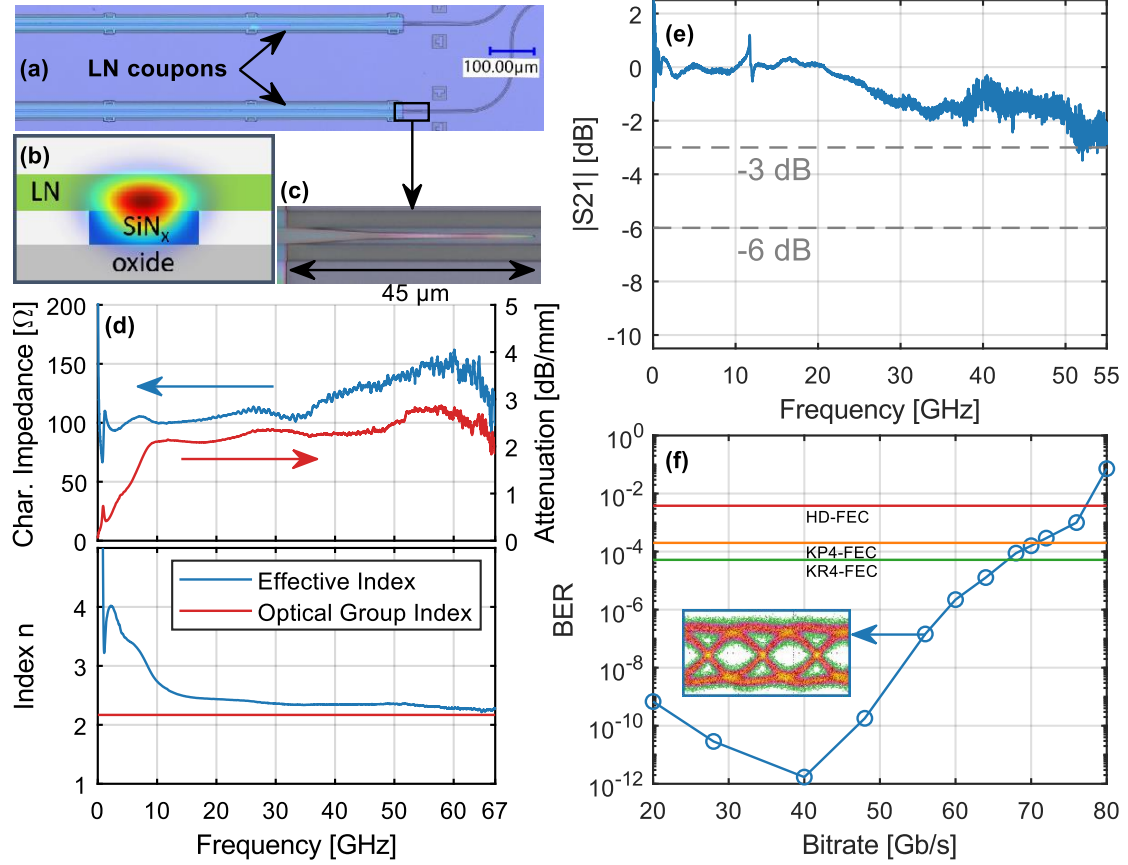 (a)
LN coupons
100.00µm
(b)
LN
SiNx
oxide
(c)
45 µm
(d)
Char. Impedance [Ω]
200
150
100
50
0
Attenuation [dB/mm]
5
4
3
2
1
0
Effective Index
Optical Group Index
Index n
4
3
2
1
0 10 20 30 40 50 60 67
Frequency [GHz]
(e)
|S21| [dB]
2
0
-2
-4
-6
-8
-10
-3 dB
-6 dB
0 10 20 30 40 50 55
Frequency [GHz]
(f)
BER
10^0
10^-2
10^-4
10^-6
10^-8
10^-10
10^-12
HD-FEC
KP4-FEC
KR4-FEC
20 30 40 50 60 70 80
Bitrate [Gb/s]